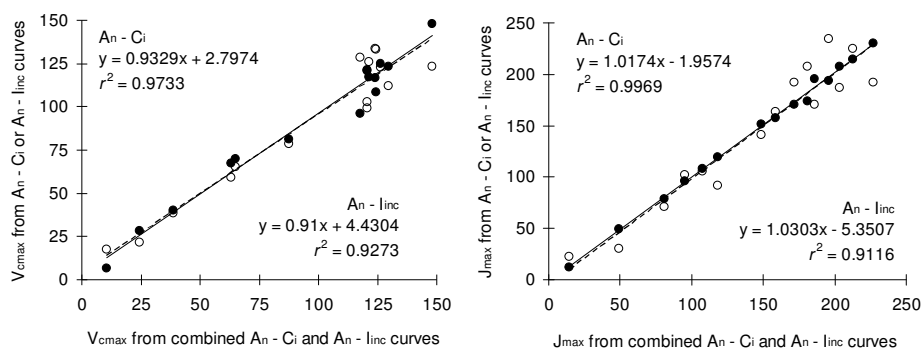 An - Ci
y = 0.9329x + 2.7974
r² = 0.9733
An - Iinc
y = 0.91x + 4.4304
r² = 0.9273
Vcmax from An - Ci or An - Iinc curves
150
125
100
75
50
25
0
0 25 50 75 100 125 150
Vcmax from combined An - Ci and An - Iinc curves
An - Ci
y = 1.0174x - 1.9574
r² = 0.9969
An - Iinc
y = 1.0303x - 5.3507
r² = 0.9116
Jmax from An - Ci or An - Iinc curves
250
200
150
100
50
0
0 50 100 150 200 250
Jmax from combined An - Ci and An - Iinc curves